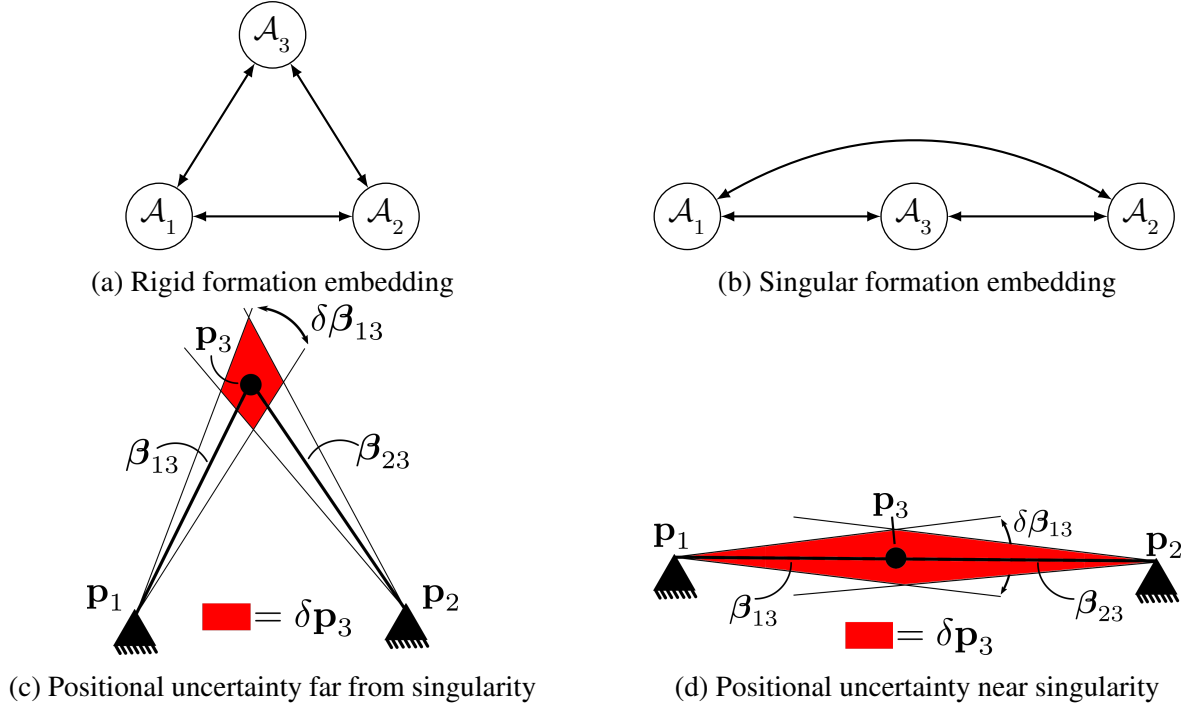 𝒜₃
𝒜₁ 𝒜₂
(a) Rigid formation embedding
𝒜₁ 𝒜₃ 𝒜₂
(b) Singular formation embedding
δ𝜷₁₃
𝐩₃
𝜷₁₃ 𝜷₂₃
𝐩₁ 𝐩₂
= δ𝐩₃
(c) Positional uncertainty far from singularity
𝐩₃
δ𝜷₁₃
𝐩₁ 𝐩₂
𝜷₁₃ 𝜷₂₃
= δ𝐩₃
(d) Positional uncertainty near singularity